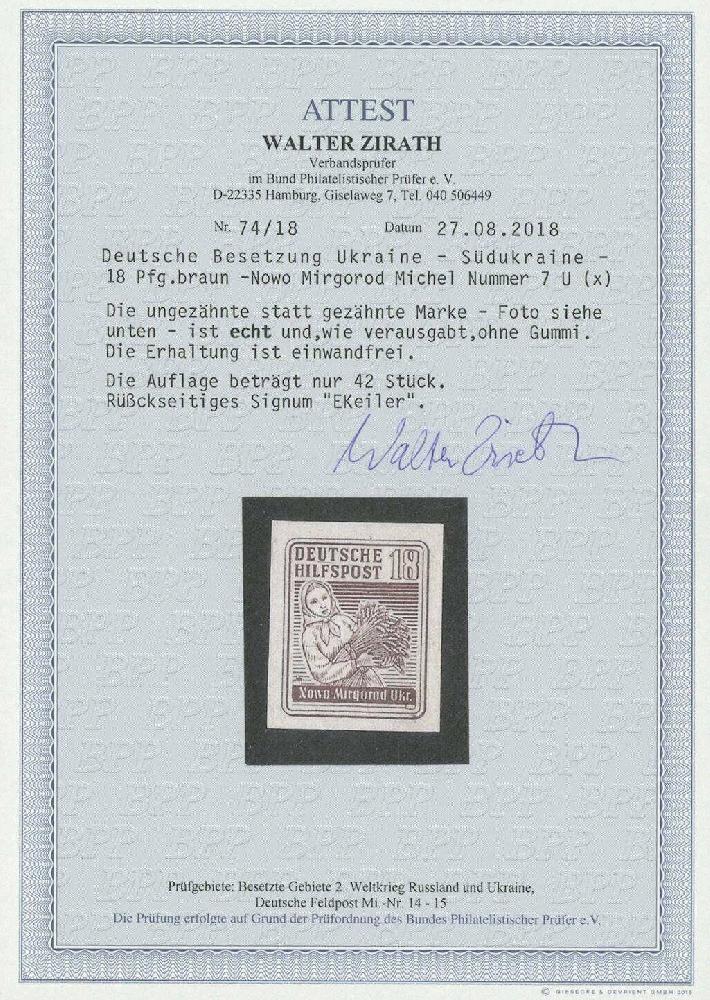 ATTEST
WALTER ZIRATH
Verbandsprüfer
im Bund Philatelistischer Prüfer e. V.
D-22335 Hamburg, Giselaweg 7, Tel. 040 506449
Nr. 74/18 Datum 27.08.2018
Deutsche Besetzung Ukraine - Südukraine -
18 Pfg.braun -Nowo Mirgorod Michel Nummer 7 U (x)
Die ungezähnte statt gezähnte Marke - Foto siehe
unten - ist echt und,wie verausgabt,ohne Gummi.
Die Erhaltung ist einwandfrei.
Die Auflage beträgt nur 42 Stück.
Rüßckseitiges Signum "EKeiler".
Walter Zirath
DEUTSCHE 18
HILFSPOST
Nowo-Mirgorod Ukr.
Prüfgebiete: Besetzte Gebiete 2. Weltkrieg Russland und Ukraine,
Deutsche Feldpost Mi.-Nr. 14 - 15
Die Prüfung erfolgte auf Grund der Prüfordnung des Bundes Philatelistischer Prüfer e.V.
© GIESECKE & DEVRIENT GMBH 2015